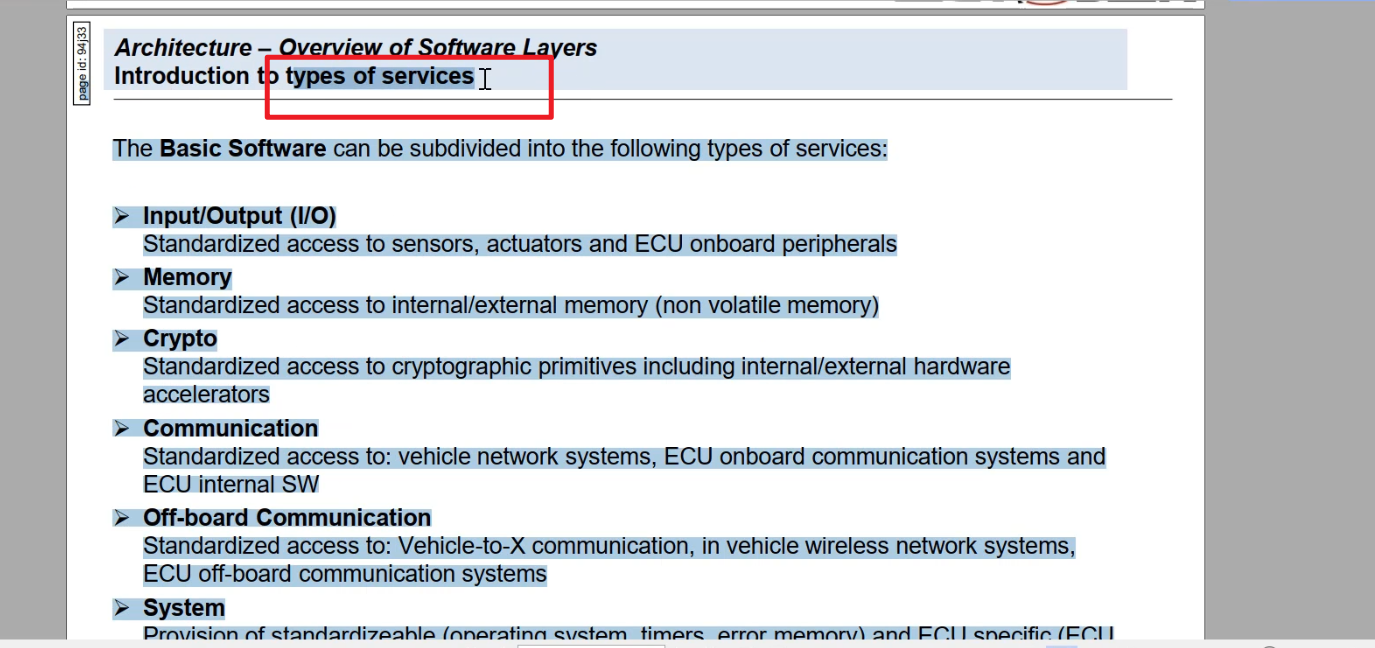 page id: 94j33
Architecture – Overview of Software Layers
Introduction to types of services
The Basic Software can be subdivided into the following types of services:
➢ Input/Output (I/O)
Standardized access to sensors, actuators and ECU onboard peripherals
➢ Memory
Standardized access to internal/external memory (non volatile memory)
➢ Crypto
Standardized access to cryptographic primitives including internal/external hardware
accelerators
➢ Communication
Standardized access to: vehicle network systems, ECU onboard communication systems and
ECU internal SW
➢ Off-board Communication
Standardized access to: Vehicle-to-X communication, in vehicle wireless network systems,
ECU off-board communication systems
➢ System
Provision of standardizeable (operating system, timers, error memory) and ECU specific (ECU